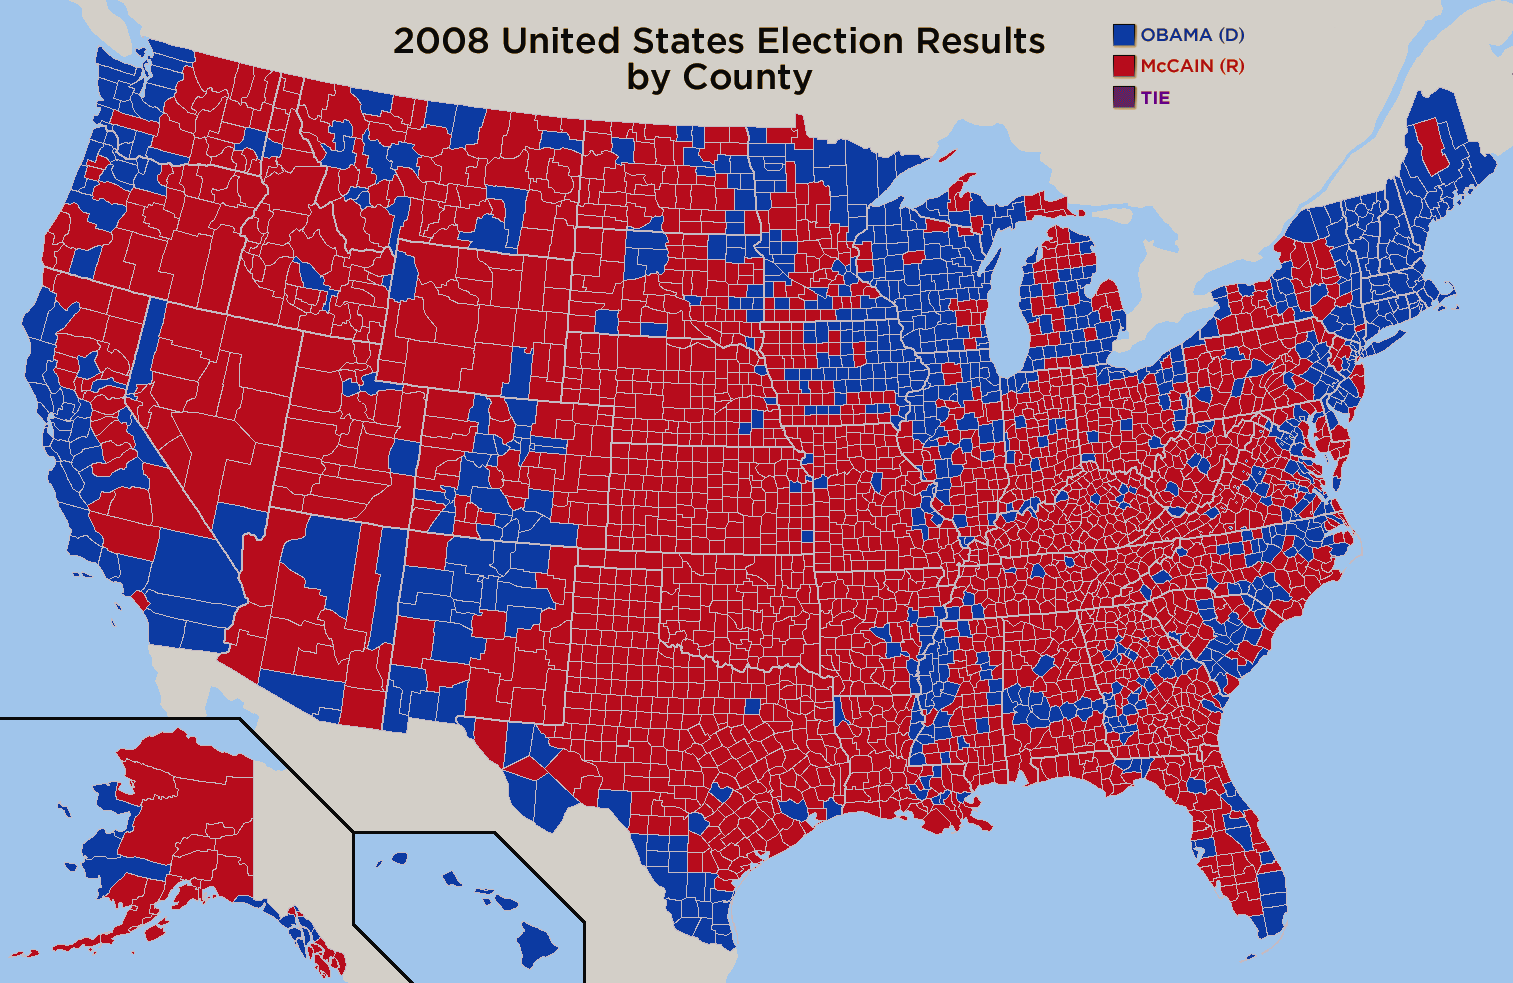 2008 United States Election Results
by County
OBAMA (D)
McCAIN (R)
TIE